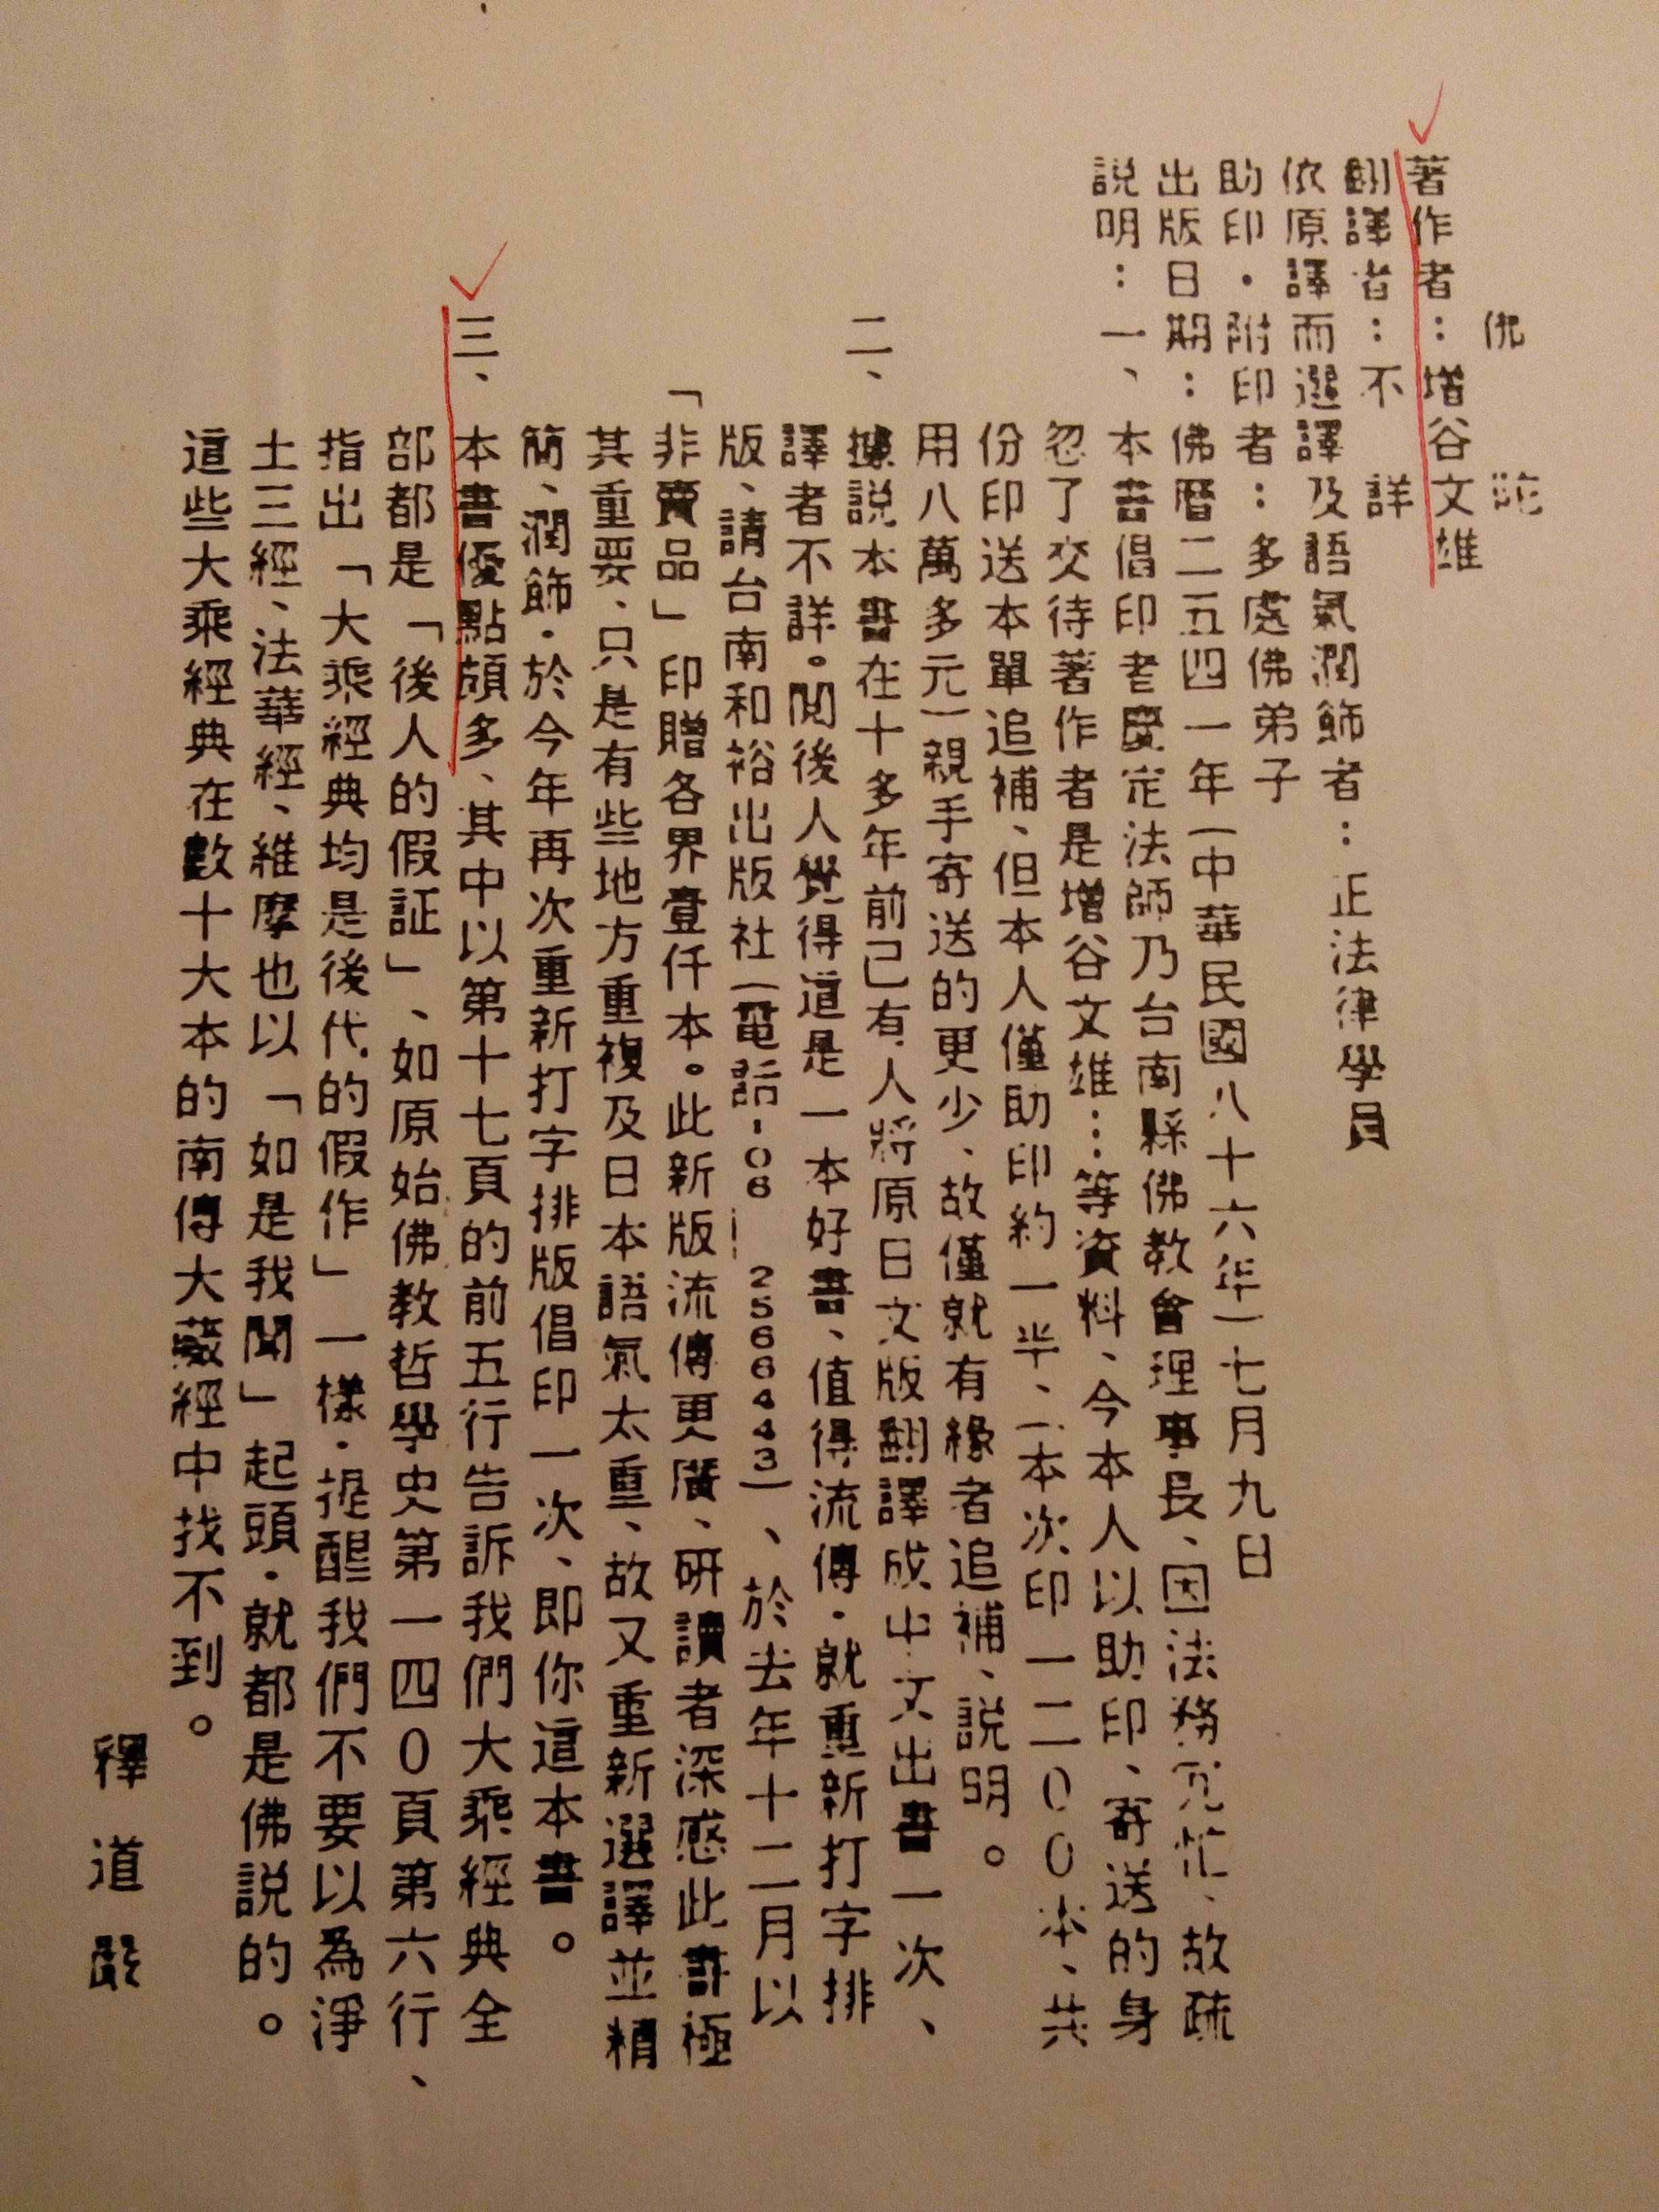 佛陀
著作者：增谷文雄
翻譯者：不詳
依原譯而選譯及語氣潤飾者：正法律學員
助印・附印者：多處佛弟子
出版日期：佛曆二五四一年(中華民國八十六年)七月九日
説明：一、本書倡印者慶定法師乃台南縣佛教會理事長、因法務冗忙、故疏
忽了交待著作者是增谷文雄…等資料、今本人以助印、寄送的身
份印送本單追補、但本人僅助印約一半、(本次印一二00本、共
用八萬多元)親手寄送的更少、故僅就有緣者追補、説明。
二、據説本書在十多年前已有人將原日文版翻譯成中文出書一次、
譯者不詳。閲後人覺得這是一本好書、值得流傳・就重新打字排
版、請台南和裕出版社(電話-06-2566443)、於去年十二月以
「非賣品」印贈各界壹仟本。此新版流傳更廣、研讀者深感此書極
其重要、只是有些地方重複及日本語氣太重、故又重新選譯並精
簡、潤飾・於今年再次重新打字排版倡印一次、即你這本書。
三、本書優點頗多、其中以第十七頁的前五行告訴我們大乘經典全
部都是「後人的假証」、如原始佛教哲學史第一四0頁第六行、
指出「大乘經典均是後代的假作」一樣・提醒我們不要以為淨
土三經、法華經、維摩也以「如是我聞」起頭・就都是佛説的。
這些大乘經典在數十大本的南傳大藏經中找不到。
釋道